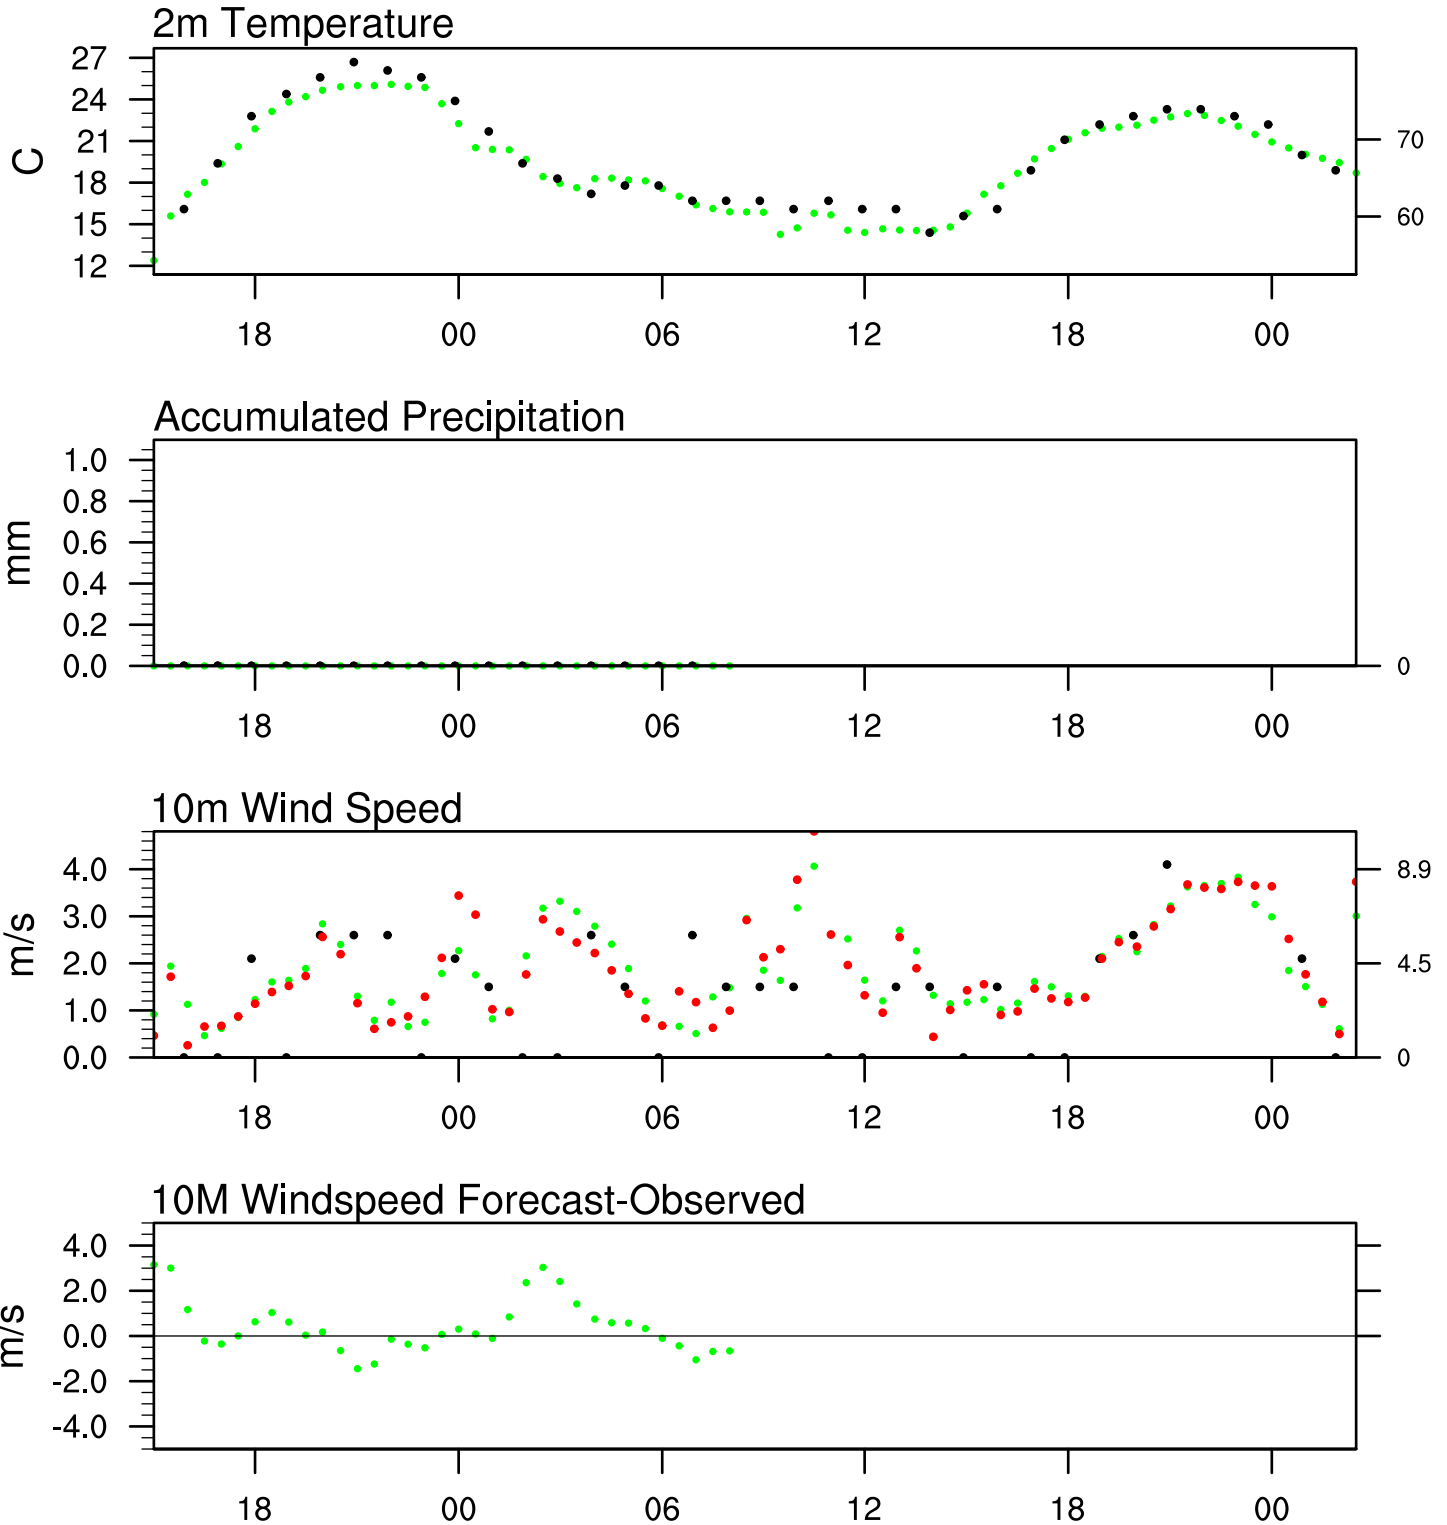 2m Temperature
27
24
21
18
15
12
C
70
60
18 00 06 12 18 00
Accumulated Precipitation
1.0
0.8
0.6
0.4
0.2
0.0
mm
0
18 00 06 12 18 00
10m Wind Speed
4.0
3.0
2.0
1.0
0.0
m/s
8.9
4.5
0
18 00 06 12 18 00
10M Windspeed Forecast-Observed
4.0
2.0
0.0
-2.0
-4.0
m/s
18 00 06 12 18 00